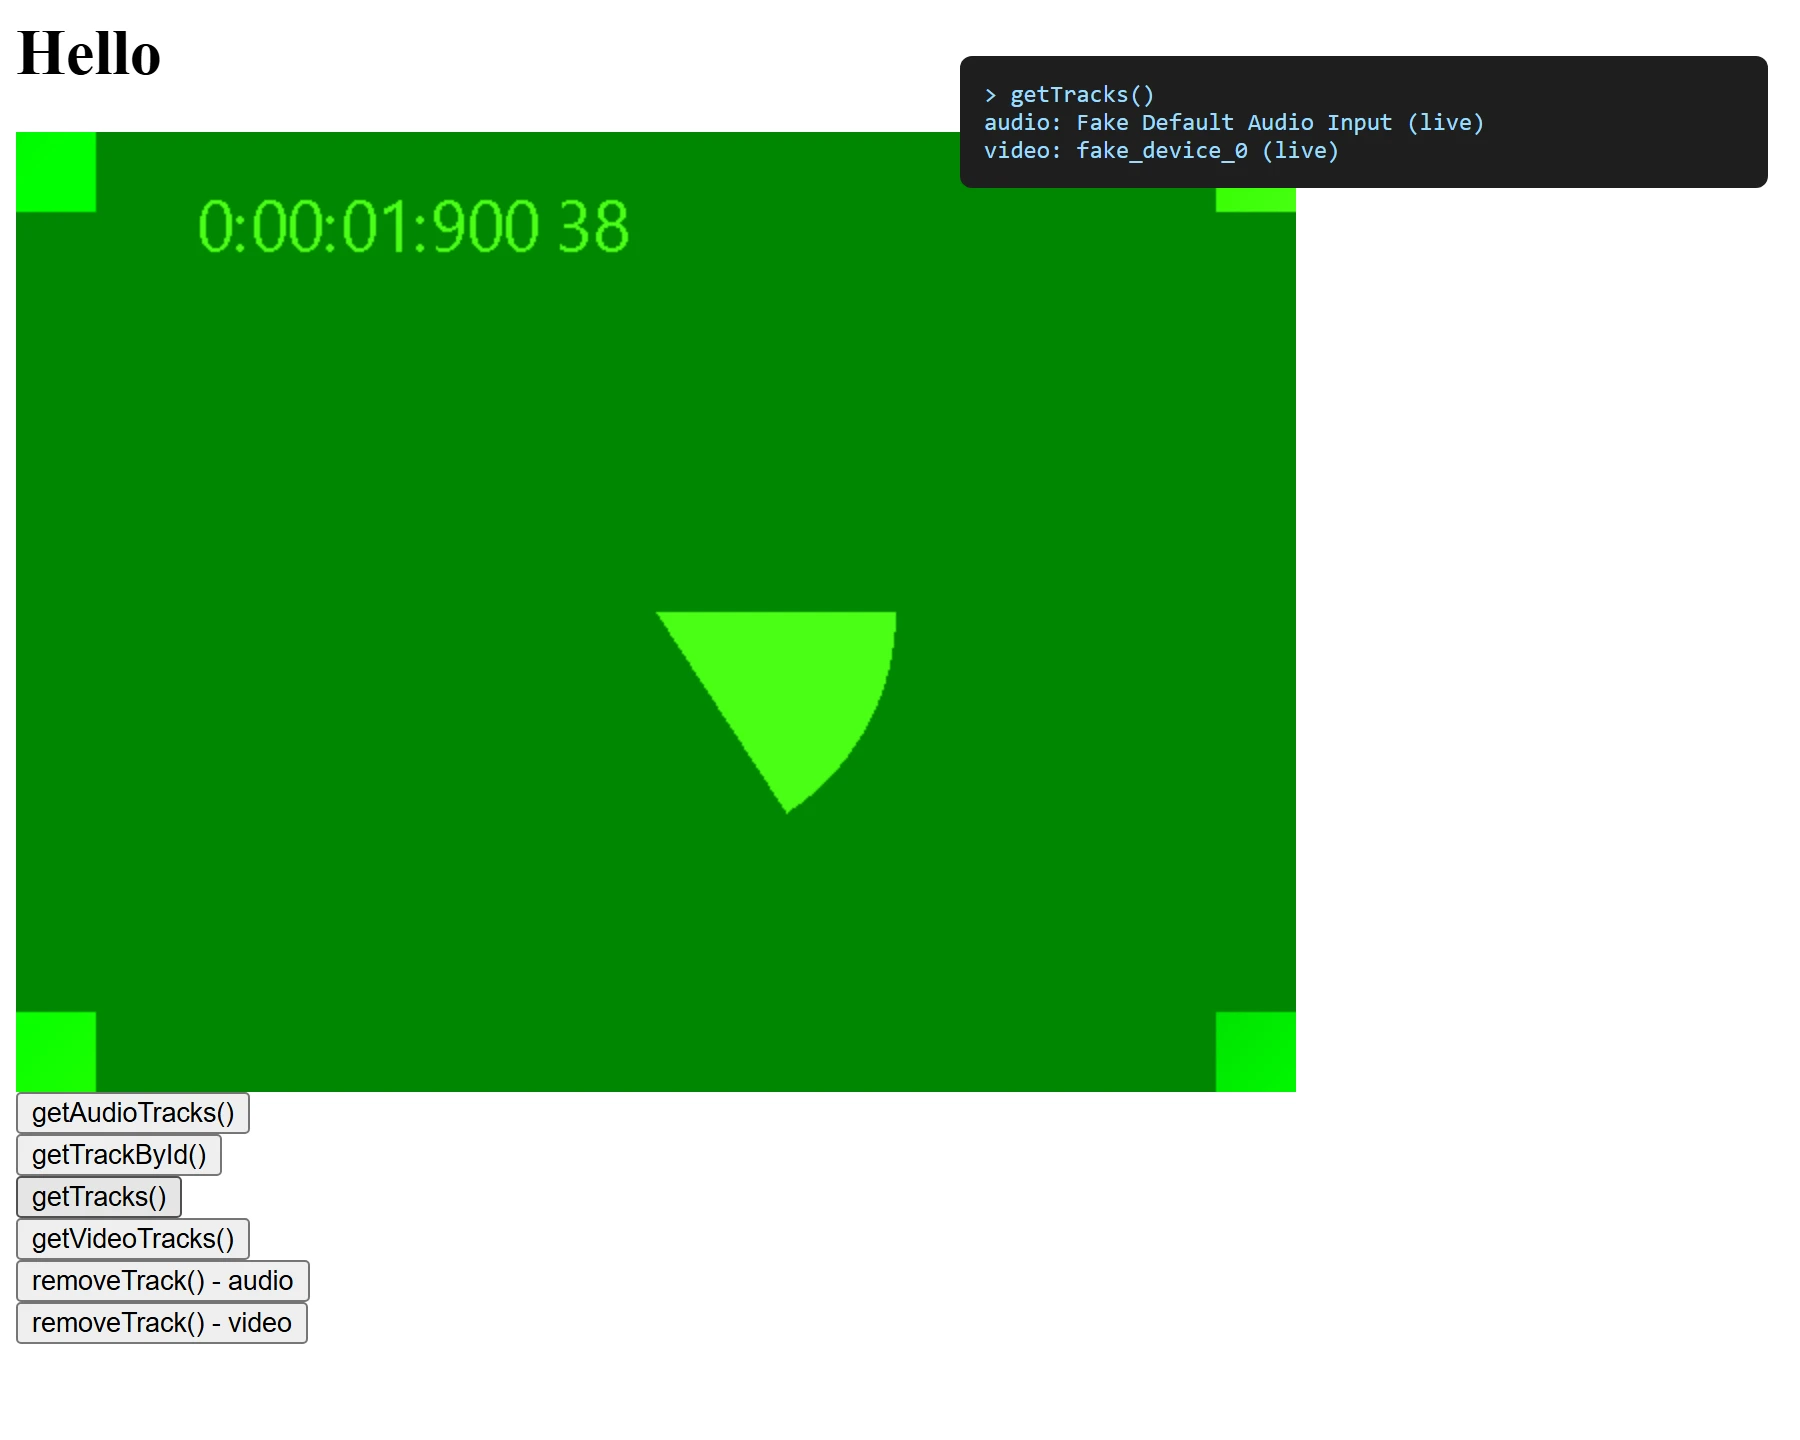 Hello
> getTracks()
audio: Fake Default Audio Input (live)
video: fake_device_0 (live)
0:00:01:900 38
getAudioTracks()
getTrackById()
getTracks()
getVideoTracks()
removeTrack() - audio
removeTrack() - video